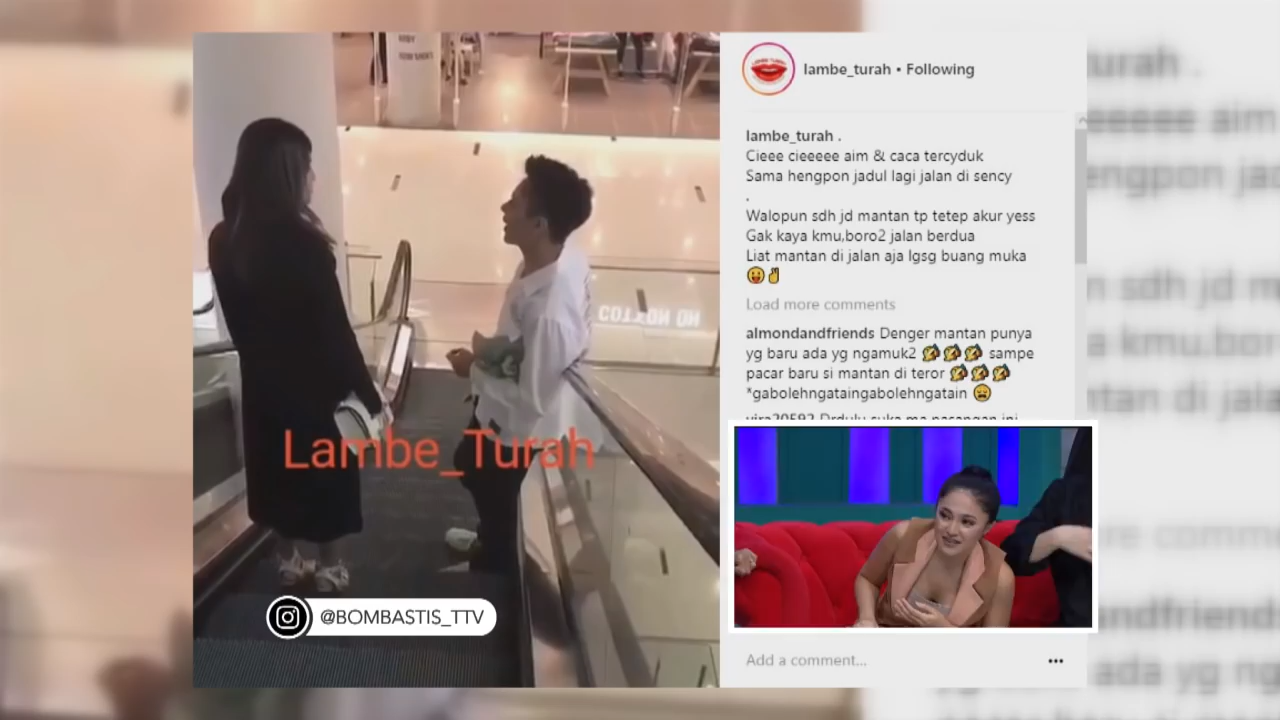 lambe_turah • Following
lambe_turah .
Cieee cieeeee aim & caca tercyduk
Sama hengpon jadul lagi jalan di sency
.
Walopun sdh jd mantan tp tetep akur yess
Gak kaya kmu,boro2 jalan berdua
Liat mantan di jalan aja lgsg buang muka
😛✌
Load more comments
almondandfriends Denger mantan punya
yg baru ada yg ngamuk2 🤣🤣🤣 sampe
pacar baru si mantan di teror 🤣🤣🤣
*gabolehngataingabolehngatain 😩
COTTON ON
Lambe_Turah
@BOMBASTIS_TTV
Add a comment...